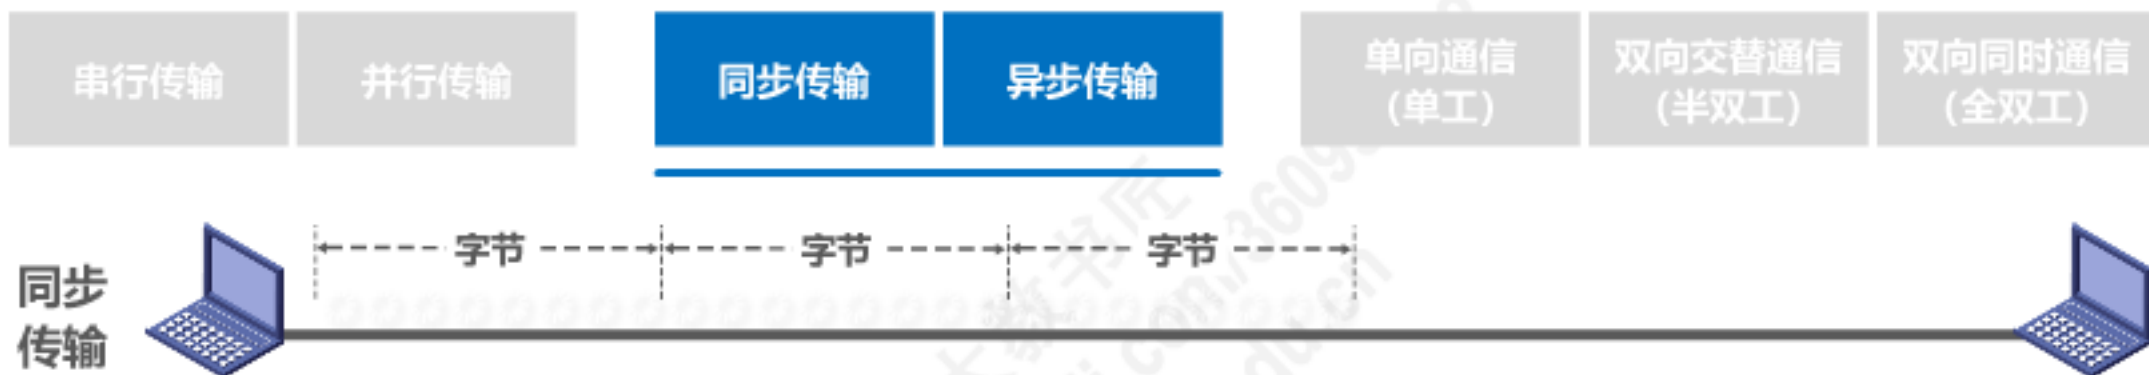 串行传输
并行传输
同步传输
异步传输
单向通信
（单工）
双向交替通信
（半双工）
双向同时通信
（全双工）
字节
字节
字节
同步
传输